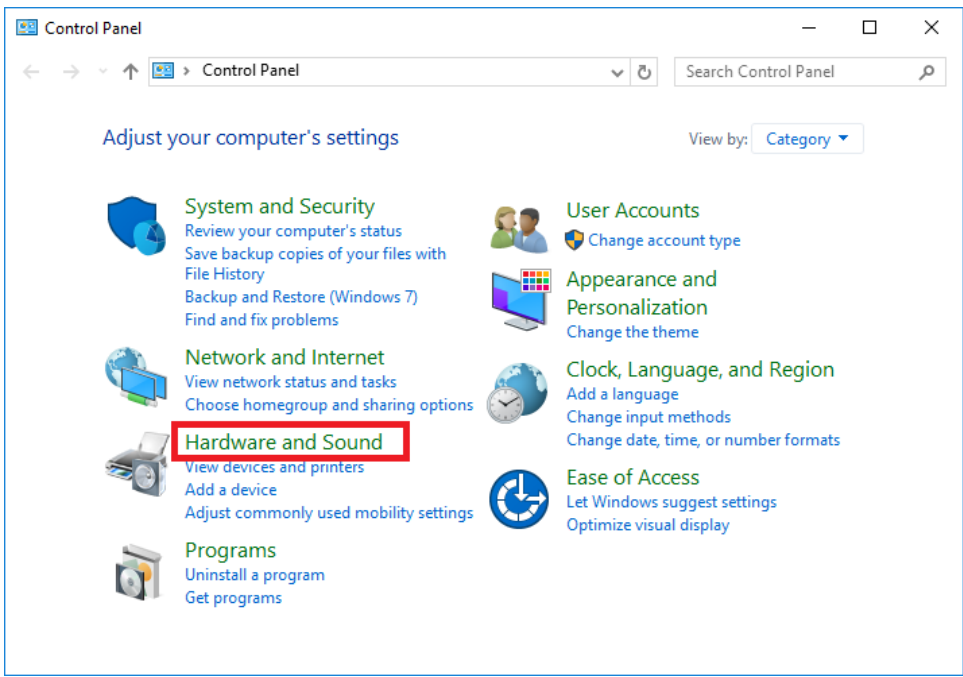 Control Panel
Control Panel
Search Control Panel
Adjust your computer's settings
View by: Category
System and Security
Review your computer's status
Save backup copies of your files with
File History
Backup and Restore (Windows 7)
Find and fix problems
Network and Internet
View network status and tasks
Choose homegroup and sharing options
Hardware and Sound
View devices and printers
Add a device
Adjust commonly used mobility settings
Programs
Uninstall a program
Get programs
User Accounts
Change account type
Appearance and
Personalization
Change the theme
Clock, Language, and Region
Add a language
Change input methods
Change date, time, or number formats
Ease of Access
Let Windows suggest settings
Optimize visual display